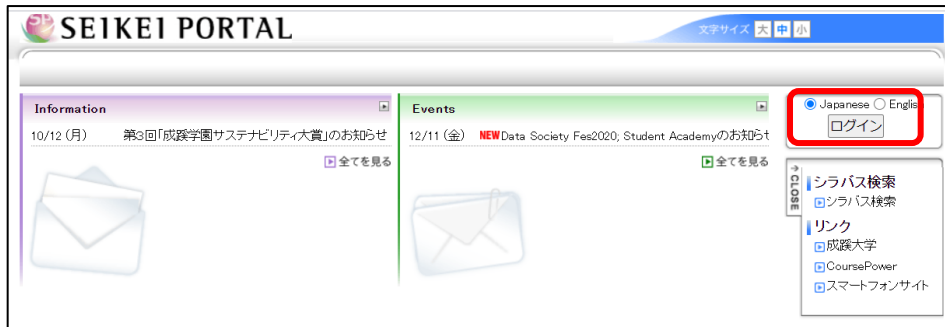 SEIKEI PORTAL
文字サイズ 大 中 小
Information
10/12 (月) 第3回「成蹊学園サステナビリティ大賞」のお知らせ
全てを見る
Events
12/11 (金) NEW Data Society Fes2020; Student Academyのお知らせ
全てを見る
Japanese English
ログイン
CLOSE
シラバス検索
シラバス検索
リンク
成蹊大学
CoursePower
スマートフォンサイト